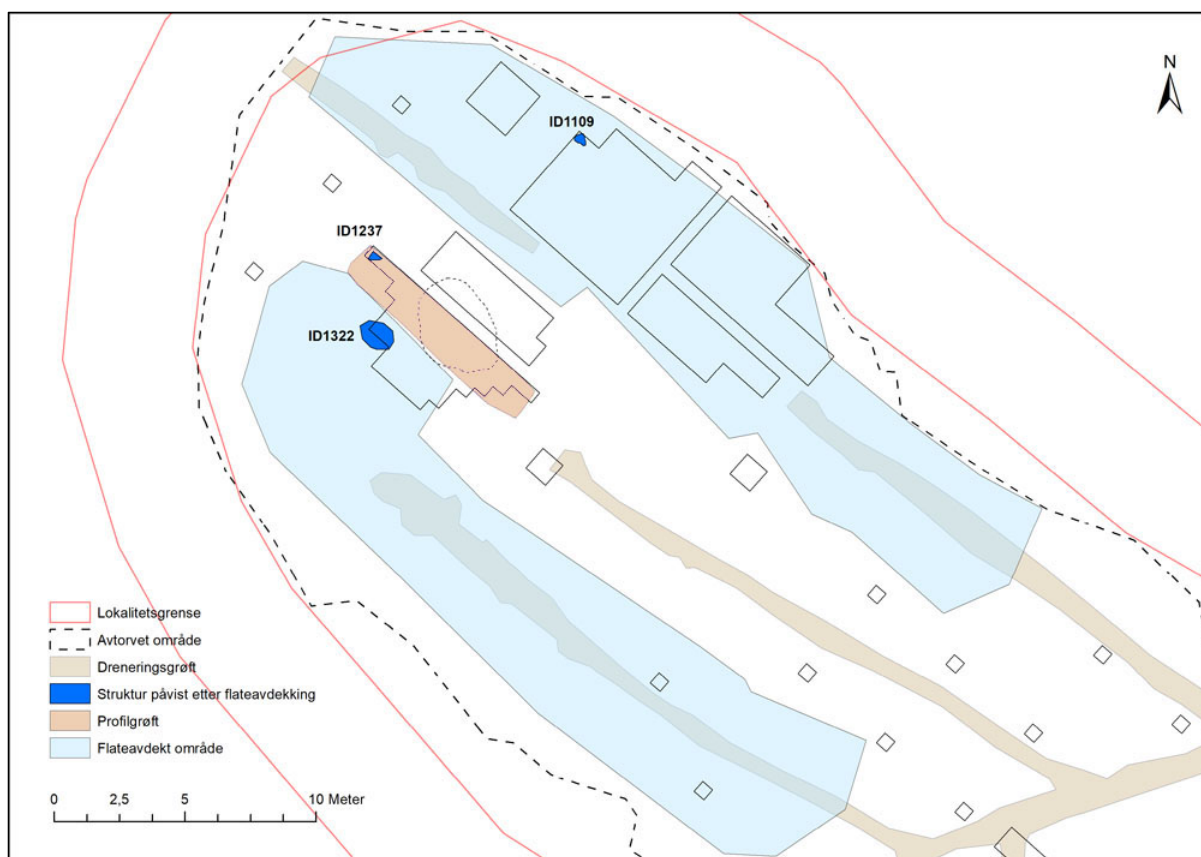 N
ID1109
ID1237
ID1322
Lokalitetsgrense
Avtorvet område
Dreneringsgrøft
Struktur påvist etter flateavdekking
Profilgrøft
Flateavdekt område
0 2,5 5 10 Meter